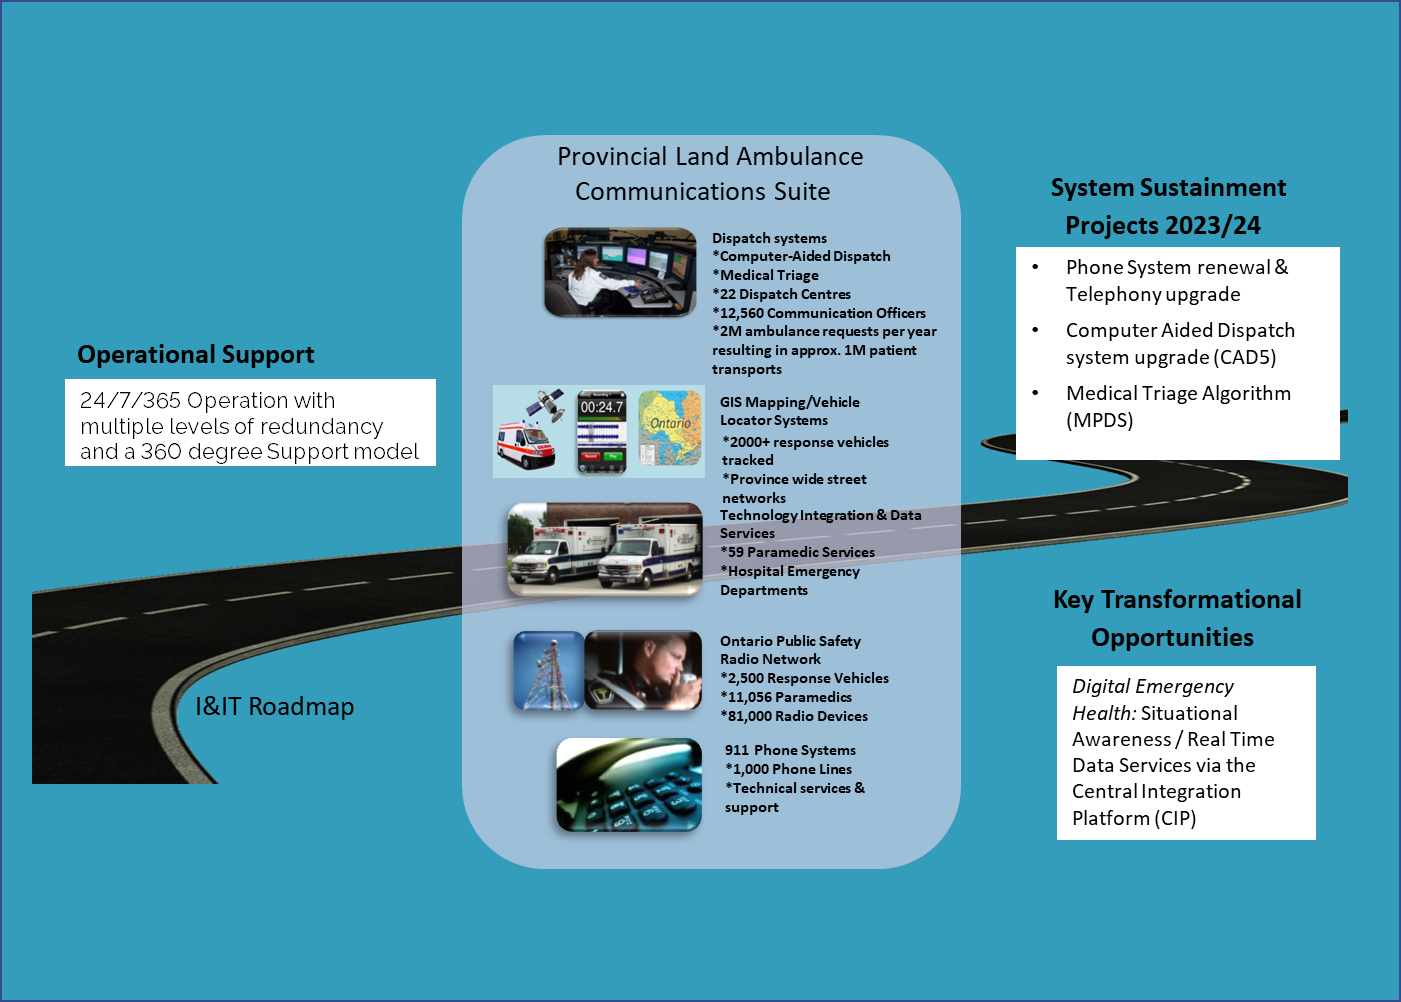 Provincial Land Ambulance
Communications Suite
Dispatch systems
*Computer-Aided Dispatch
*Medical Triage
*22 Dispatch Centres
*12,560 Communication Officers
*2M ambulance requests per year
resulting in approx. 1M patient
transports
00:24.7
Record
Play
Ontario
GIS Mapping/Vehicle
Locator Systems
*2000+ response vehicles
tracked
*Province wide street
networks
Technology Integration & Data
Services
*59 Paramedic Services
*Hospital Emergency
Departments
Ontario Public Safety
Radio Network
*2,500 Response Vehicles
*11,056 Paramedics
*81,000 Radio Devices
911 Phone Systems
*1,000 Phone Lines
*Technical services &
support
Operational Support
24/7/365 Operation with
multiple levels of redundancy
and a 360 degree Support model
I&IT Roadmap
System Sustainment
Projects 2023/24
• Phone System renewal &
Telephony upgrade
• Computer Aided Dispatch
system upgrade (CAD5)
• Medical Triage Algorithm
(MPDS)
Key Transformational
Opportunities
Digital Emergency
Health: Situational
Awareness / Real Time
Data Services via the
Central Integration
Platform (CIP)